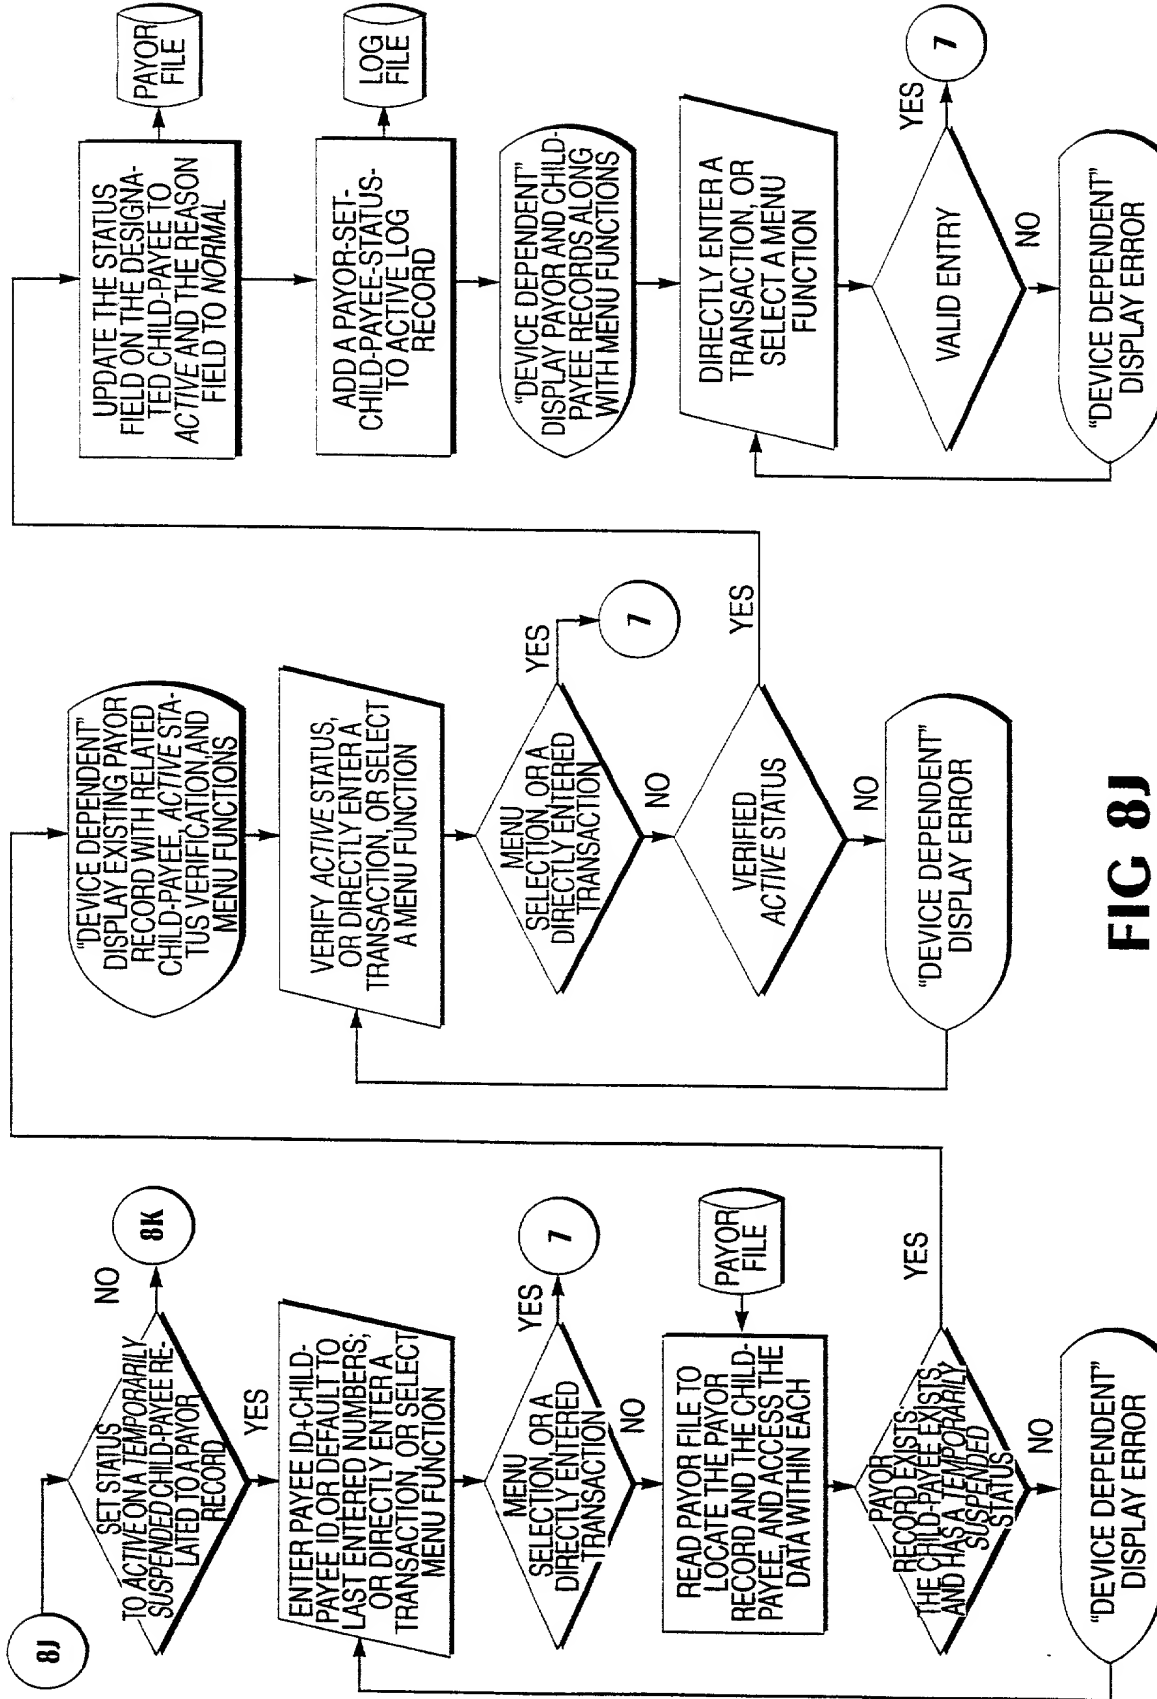 8J
SET STATUS
TO ACTIVE ON A TEMPORARILY
SUSPENDED CHILD-PAYEE RE-
LATED TO A PAYOR
RECORD
NO
8K
YES
ENTER PAYEE ID+CHILD-
PAYEE ID, OR DEFAULT TO
LAST ENTERED NUMBERS;
OR DIRECTLY ENTER A
TRANSACTION, OR SELECT
MENU FUNCTION
MENU
SELECTION, OR A
DIRECTLY ENTERED
TRANSACTION
YES
7
NO
READ PAYOR FILE TO
LOCATE THE PAYOR
RECORD AND THE CHILD-
PAYEE, AND ACCESS THE
DATA WITHIN EACH
PAYOR
FILE
PAYOR
RECORD EXISTS;
THE CHILD-PAYEE EXISTS,
AND HAS A TEMPORARILY
SUSPENDED
STATUS
YES
NO
"DEVICE DEPENDENT"
DISPLAY ERROR
"DEVICE DEPENDENT"
DISPLAY EXISTING PAYOR
RECORD WITH RELATED
CHILD-PAYEE, ACTIVE STA-
TUS VERIFICATION,AND
MENU FUNCTIONS
VERIFY ACTIVE STATUS,
OR DIRECTLY ENTER A
TRANSACTION, OR SELECT
A MENU FUNCTION
MENU
SELECTION, OR A
DIRECTLY ENTERED
TRANSACTION
YES
7
NO
VERIFIED
ACTIVE STATUS
YES
NO
"DEVICE DEPENDENT"
DISPLAY ERROR
UPDATE THE STATUS
FIELD ON THE DESIGNA-
TED CHILD-PAYEE TO
ACTIVE AND THE REASON
FIELD TO NORMAL
PAYOR
FILE
ADD A PAYOR-SET-
CHILD-PAYEE-STATUS-
TO ACTIVE LOG
RECORD
LOG
FILE
"DEVICE DEPENDENT"
DISPLAY PAYOR AND CHILD-
PAYEE RECORDS ALONG
WITH MENU FUNCTIONS
DIRECTLY ENTER A
TRANSACTION, OR
SELECT A MENU
FUNCTION
VALID ENTRY
YES
7
NO
"DEVICE DEPENDENT"
DISPLAY ERROR
FIG 8J